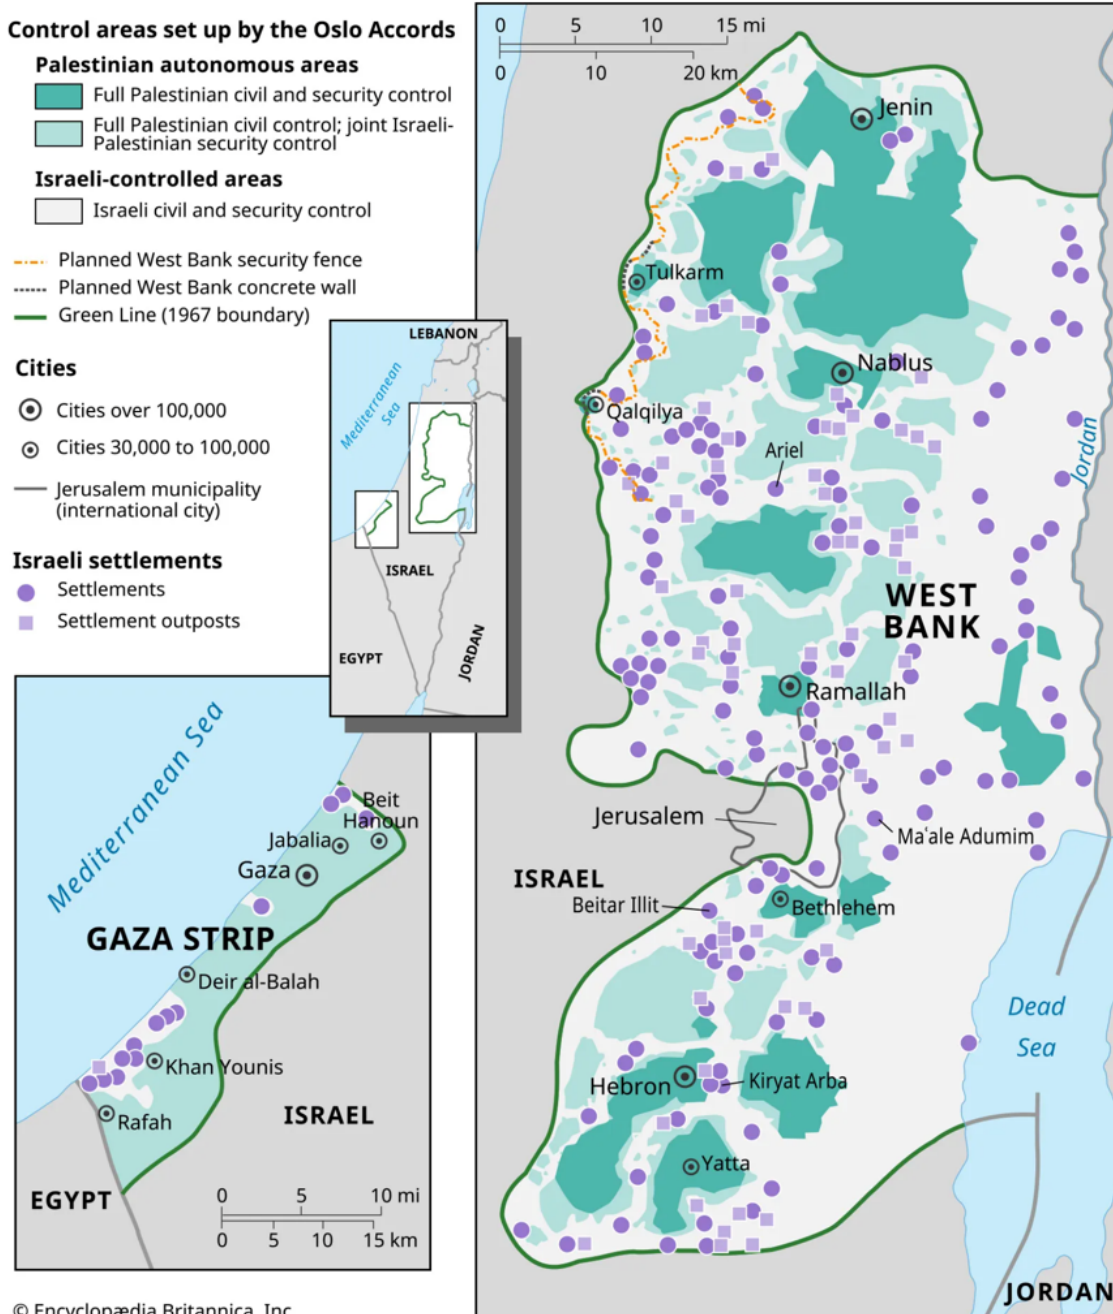 Control areas set up by the Oslo Accords
Palestinian autonomous areas
Full Palestinian civil and security control
Full Palestinian civil control; joint Israeli-
Palestinian security control
Israeli-controlled areas
Israeli civil and security control
Planned West Bank security fence
Planned West Bank concrete wall
Green Line (1967 boundary)
Cities
Cities over 100,000
Cities 30,000 to 100,000
Jerusalem municipality
(international city)
Israeli settlements
Settlements
Settlement outposts
LEBANON
Mediterranean
Sea
ISRAEL
EGYPT
JORDAN
0 5 10 15 mi
0 10 20 km
Jenin
Tulkarm
Nablus
Qalqilya
Ariel
Jordan
WEST
BANK
Ramallah
Jerusalem
Maʿale Adumim
ISRAEL
Beitar Illit
Bethlehem
Dead
Sea
Hebron
Kiryat Arba
Yatta
JORDAN
Mediterranean Sea
Beit
Hanoun
Jabalia
Gaza
GAZA STRIP
Deir al-Balah
Khan Younis
Rafah
ISRAEL
EGYPT
0 5 10 mi
0 5 10 15 km
© Encyclopædia Britannica, Inc.